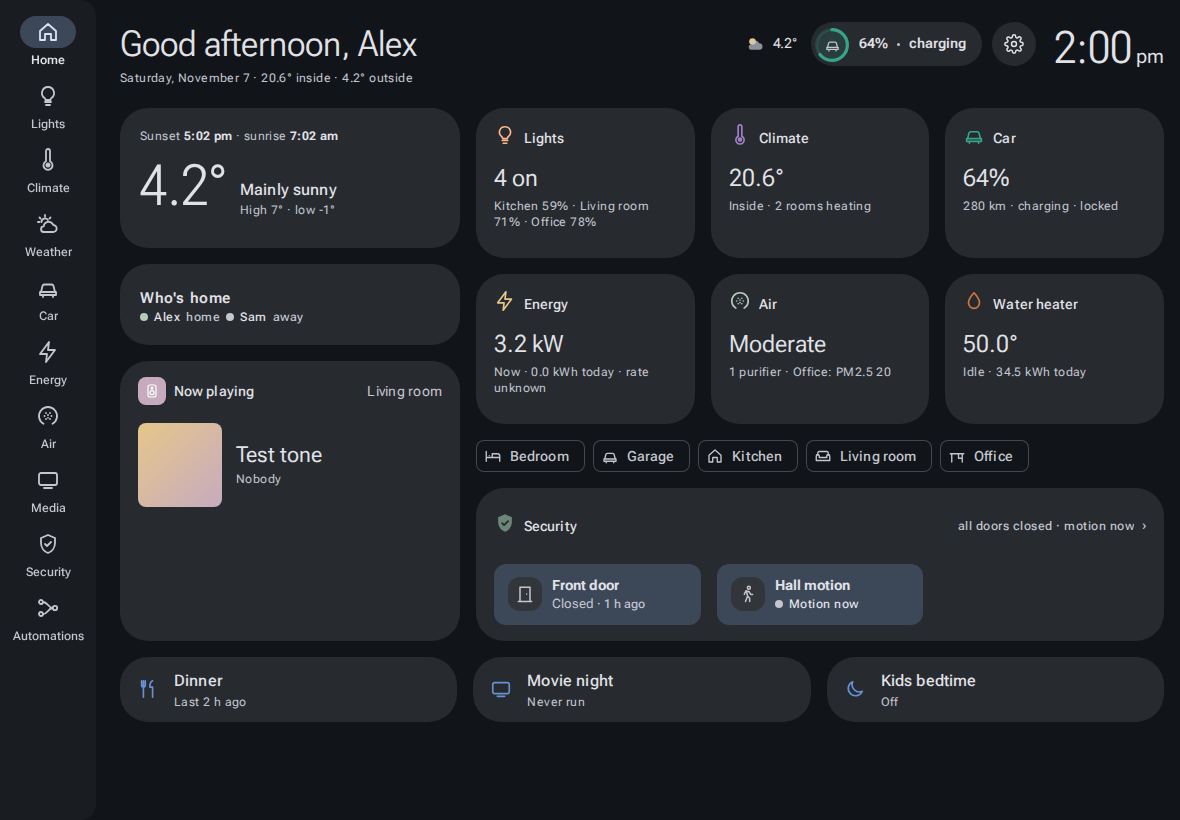 Home
Lights
Climate
Weather
Car
Energy
Air
Media
Security
Automations
Good afternoon, Alex
Saturday, November 7 · 20.6° inside · 4.2° outside
4.2°
64% · charging
2:00 pm
Sunset 5:02 pm · sunrise 7:02 am
4.2°
Mainly sunny
High 7° · low -1°
Who's home
Alex home Sam away
Now playing
Living room
Test tone
Nobody
Lights
4 on
Kitchen 59% · Living room
71% · Office 78%
Climate
20.6°
Inside · 2 rooms heating
Car
64%
280 km · charging · locked
Energy
3.2 kW
Now · 0.0 kWh today · rate
unknown
Air
Moderate
1 purifier · Office: PM2.5 20
Water heater
50.0°
Idle · 34.5 kWh today
Bedroom
Garage
Kitchen
Living room
Office
Security
all doors closed · motion now ›
Front door
Closed · 1 h ago
Hall motion
Motion now
Dinner
Last 2 h ago
Movie night
Never run
Kids bedtime
Off